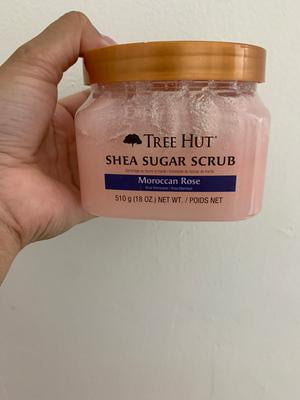 TREE HUT
SHEA SUGAR SCRUB
Moroccan Rose
510 g (18 OZ.) NET WT. / POIDS NET